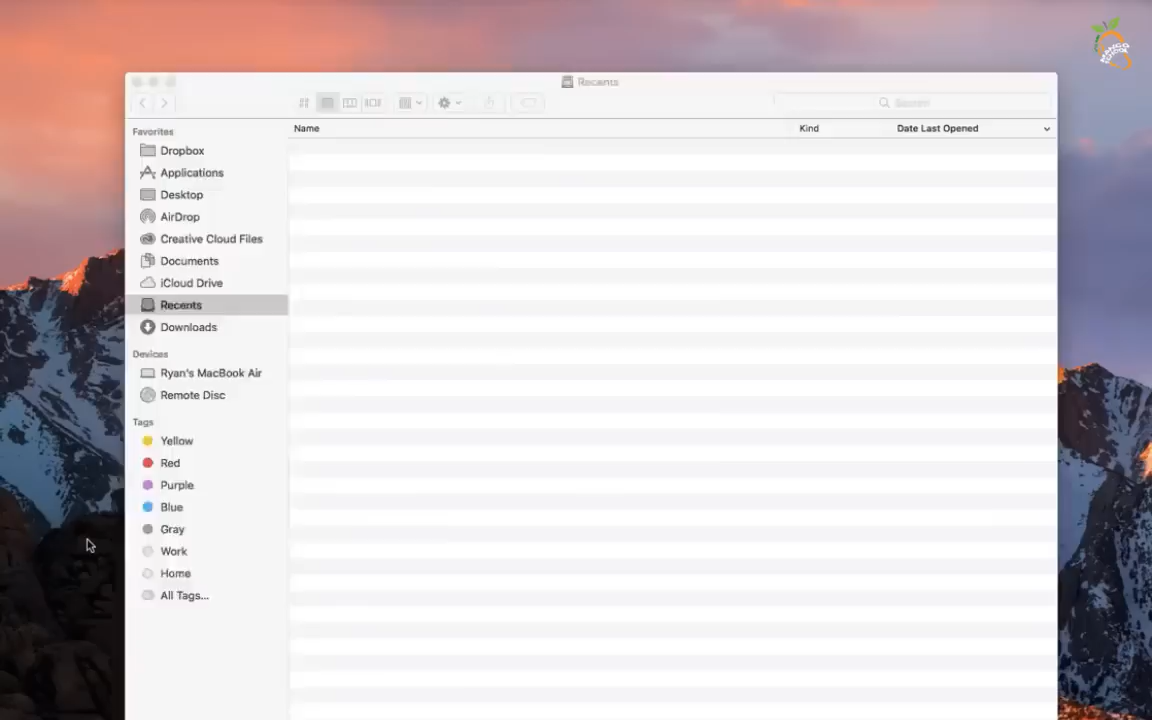 Recents
Search
Name Kind Date Last Opened
Favorites
Dropbox
Applications
Desktop
AirDrop
Creative Cloud Files
Documents
iCloud Drive
Recents
Downloads
Devices
Ryan's MacBook Air
Remote Disc
Tags
Yellow
Red
Purple
Blue
Gray
Work
Home
All Tags...